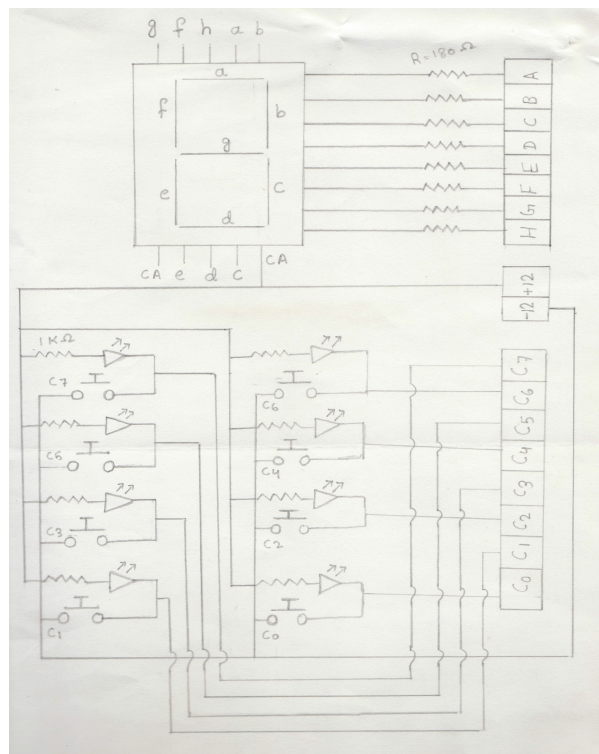 g f h a b
R=180Ω
a
f b
g
e c
d
CA e d c CA
A
B
C
D
E
F
G
H
-12 +12
1KΩ
C7
C6
C5
C4
C3
C2
C1
C0
C7
C6
C5
C4
C3
C2
C1
C0